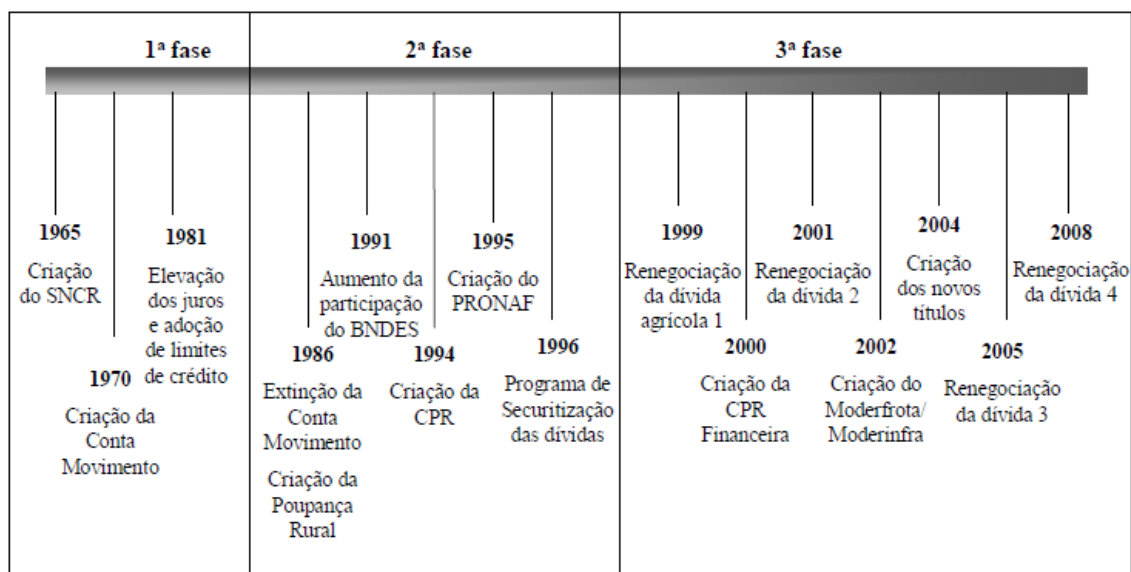 1ª fase
2ª fase
3ª fase
1965
Criação
do SNCR
1970
Criação da
Conta
Movimento
1981
Elevação
dos juros
e adoção
de limites
de crédito
1986
Extinção da
Conta
Movimento
Criação da
Poupança
Rural
1991
Aumento da
participação
do BNDES
1994
Criação da
CPR
1995
Criação do
PRONAF
1996
Programa de
Securitização
das dívidas
1999
Renegociação
da dívida
agrícola 1
2000
Criação da
CPR
Financeira
2001
Renegociação
da dívida 2
2002
Criação do
Moderfrota/
Moderinfra
2004
Criação
dos novos
títulos
2005
Renegociação
da dívida 3
2008
Renegociação
da dívida 4